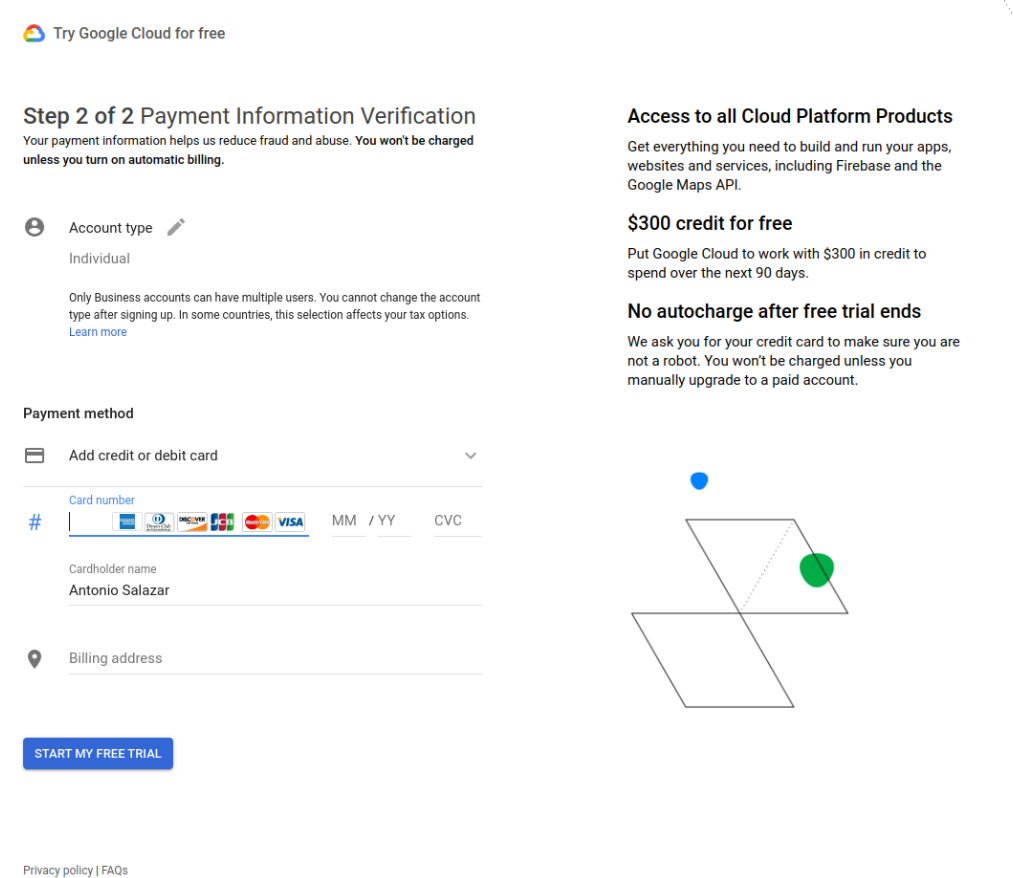 Try Google Cloud for free
Step 2 of 2 Payment Information Verification
Your payment information helps us reduce fraud and abuse. You won't be charged
unless you turn on automatic billing.
Account type
Individual
Only Business accounts can have multiple users. You cannot change the account
type after signing up. In some countries, this selection affects your tax options.
Learn more
Payment method
Add credit or debit card
Card number
#
DISCOVER JCB MasterCard VISA MM / YY CVC
Cardholder name
Antonio Salazar
Billing address
START MY FREE TRIAL
Privacy policy | FAQs
Access to all Cloud Platform Products
Get everything you need to build and run your apps,
websites and services, including Firebase and the
Google Maps API.
$300 credit for free
Put Google Cloud to work with $300 in credit to
spend over the next 90 days.
No autocharge after free trial ends
We ask you for your credit card to make sure you are
not a robot. You won't be charged unless you
manually upgrade to a paid account.